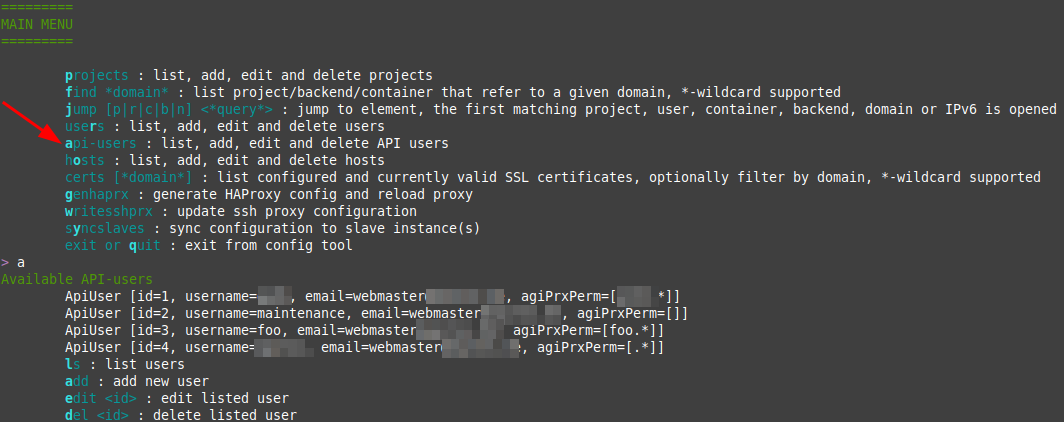 =========
MAIN MENU
=========
projects : list, add, edit and delete projects
find *domain* : list project/backend/container that refer to a given domain, *-wildcard supported
jump [p|r|c|b|n] <*query*> : jump to element, the first matching project, user, container, backend, domain or IPv6 is opened
users : list, add, edit and delete users
api-users : list, add, edit and delete API users
hosts : list, add, edit and delete hosts
certs [*domain*] : list configured and currently valid SSL certificates, optionally filter by domain, *-wildcard supported
genhaprx : generate HAProxy config and reload proxy
writesshprx : update ssh proxy configuration
syncslaves : sync configuration to slave instance(s)
exit or quit : exit from config tool
> a
Available API-users
ApiUser [id=1, username= , email=webmaster , agiPrxPerm=[ *]]
ApiUser [id=2, username=maintenance, email=webmaster , agiPrxPerm=[]]
ApiUser [id=3, username=foo, email=webmaster agiPrxPerm=[foo.*]]
ApiUser [id=4, username= email=webmaster , agiPrxPerm=[.*]]
ls : list users
add : add new user
edit <id> : edit listed user
del <id> : delete listed user